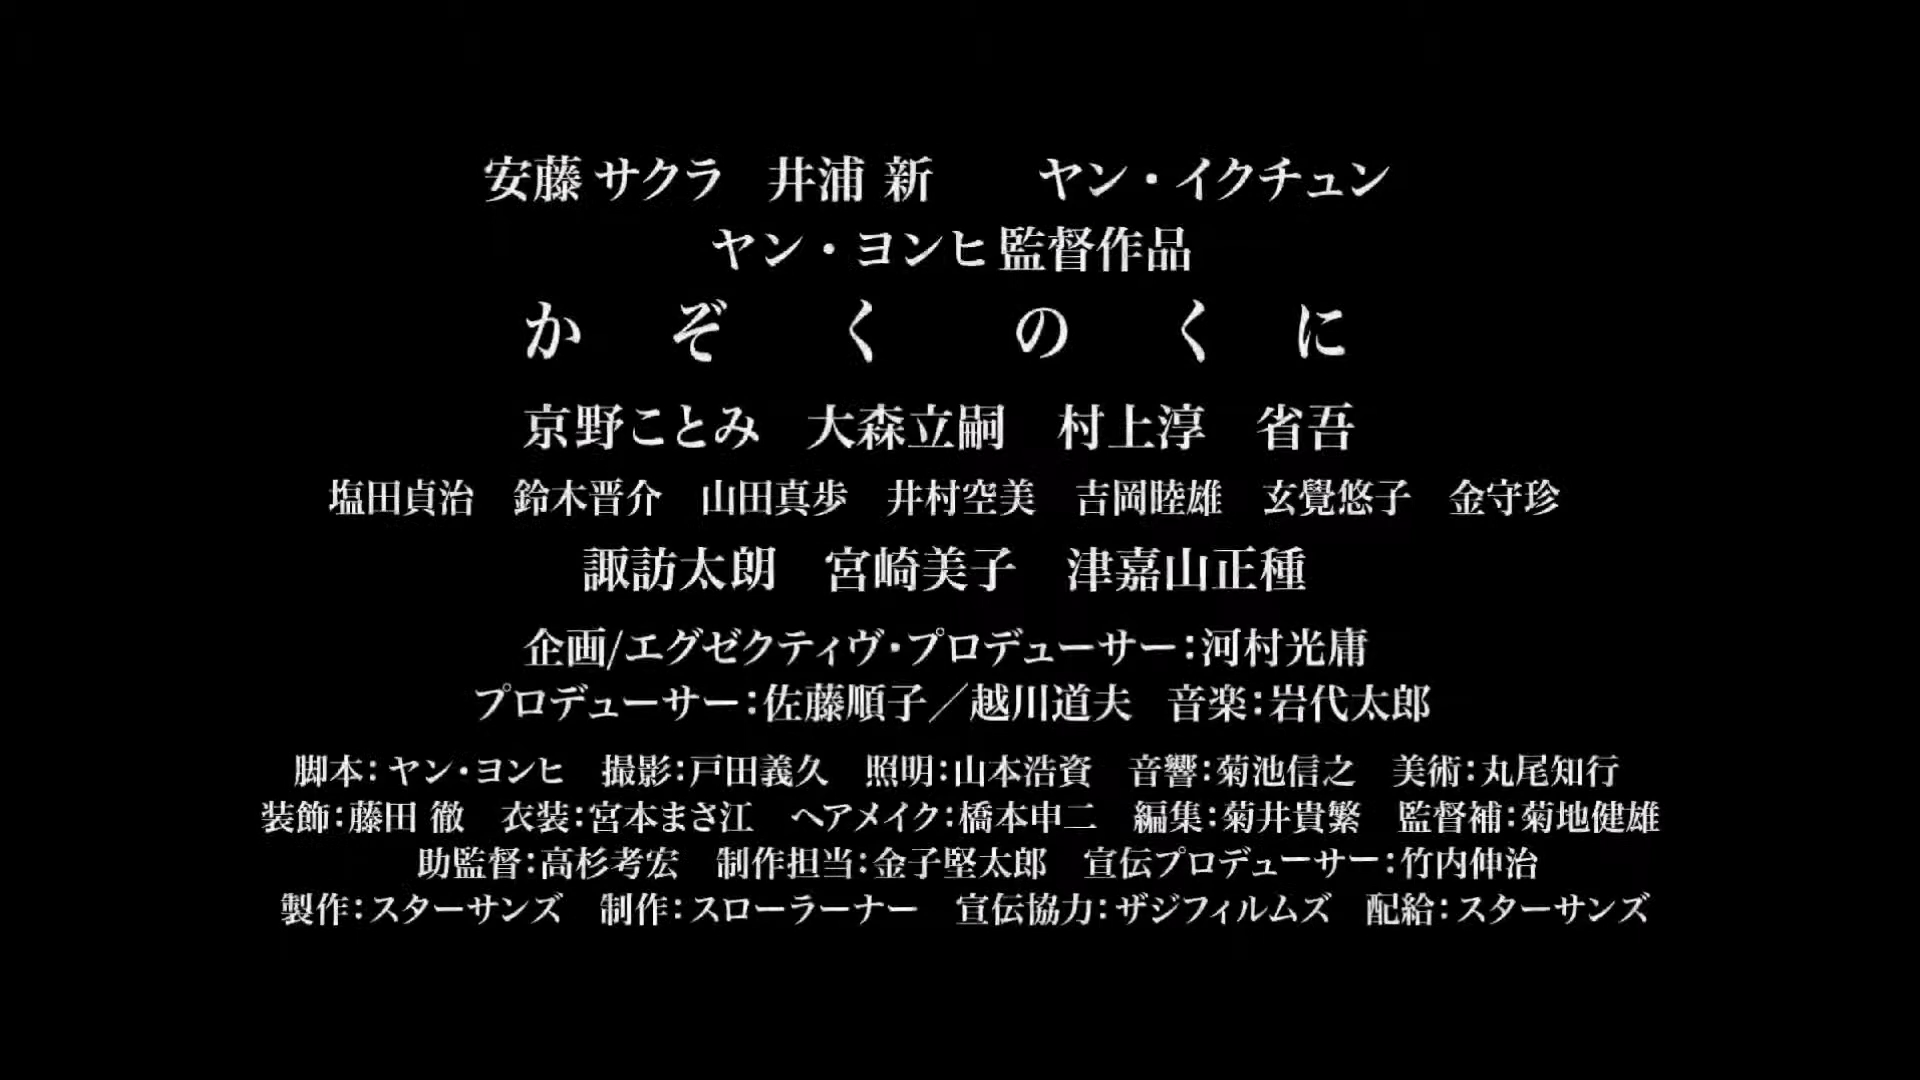 安藤 サクラ 井浦 新 ヤン・イクチュン
ヤン・ヨンヒ 監督作品
かぞくのくに
京野ことみ 大森立嗣 村上淳 省吾
塩田貞治 鈴木晋介 山田真歩 井村空美 吉岡睦雄 玄覺悠子 金守珍
諏訪太朗 宮崎美子 津嘉山正種
企画/エグゼクティヴ・プロデューサー：河村光庸
プロデューサー：佐藤順子／越川道夫 音楽：岩代太郎
脚本：ヤン・ヨンヒ 撮影：戸田義久 照明：山本浩資 音響：菊池信之 美術：丸尾知行
装飾：藤田 徹 衣装：宮本まさ江 ヘアメイク：橋本申二 編集：菊井貴繁 監督補：菊地健雄
助監督：高杉考宏 制作担当：金子堅太郎 宣伝プロデューサー：竹内伸治
製作：スターサンズ 制作：スローラーナー 宣伝協力：ザジフィルムズ 配給：スターサンズ